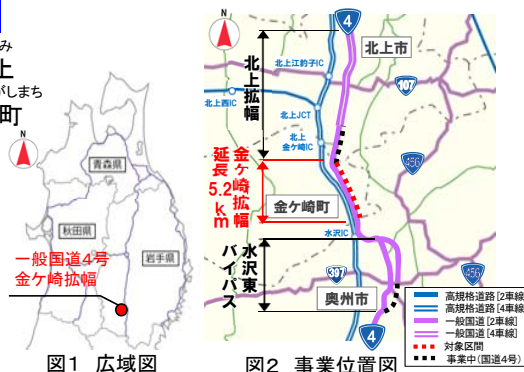 み
上
がしまち
町
青森県
秋田県
岩手県
一般国道4号
金ケ崎拡幅
図1 広域図
4
北上市
北上江釣子IC
107
北上西IC
北上JCT
北上
金ケ崎IC
北上拡幅
456
金ケ崎拡幅
延長5.2km
金ケ崎町
水沢IC
水沢東
バイパス
397
奥州市
456
4
高規格道路[2車線]
高規格道路[4車線]
一般国道[2車線]
一般国道[4車線]
対象区間
事業中(国道4号)
図2 事業位置図